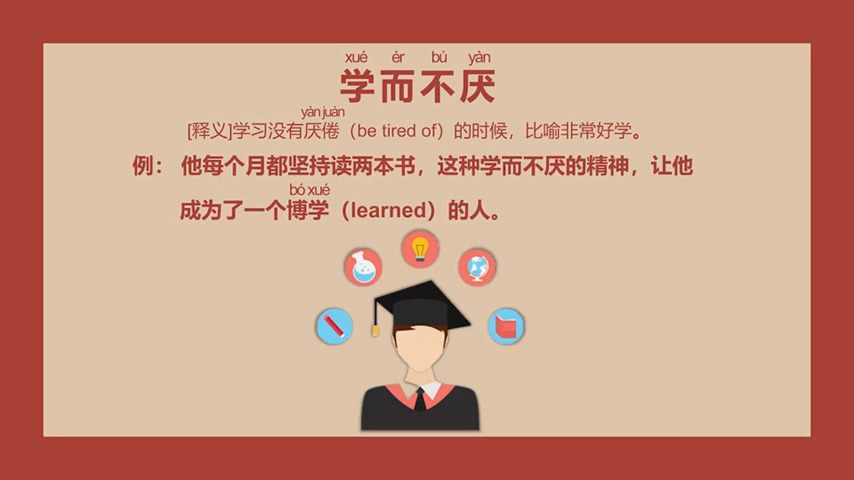 xué ér bú yàn
学而不厌
yàn juàn
[释义]学习没有厌倦（be tired of）的时候，比喻非常好学。
例： 他每个月都坚持读两本书，这种学而不厌的精神，让他
bó xué
成为了一个博学（learned）的人。